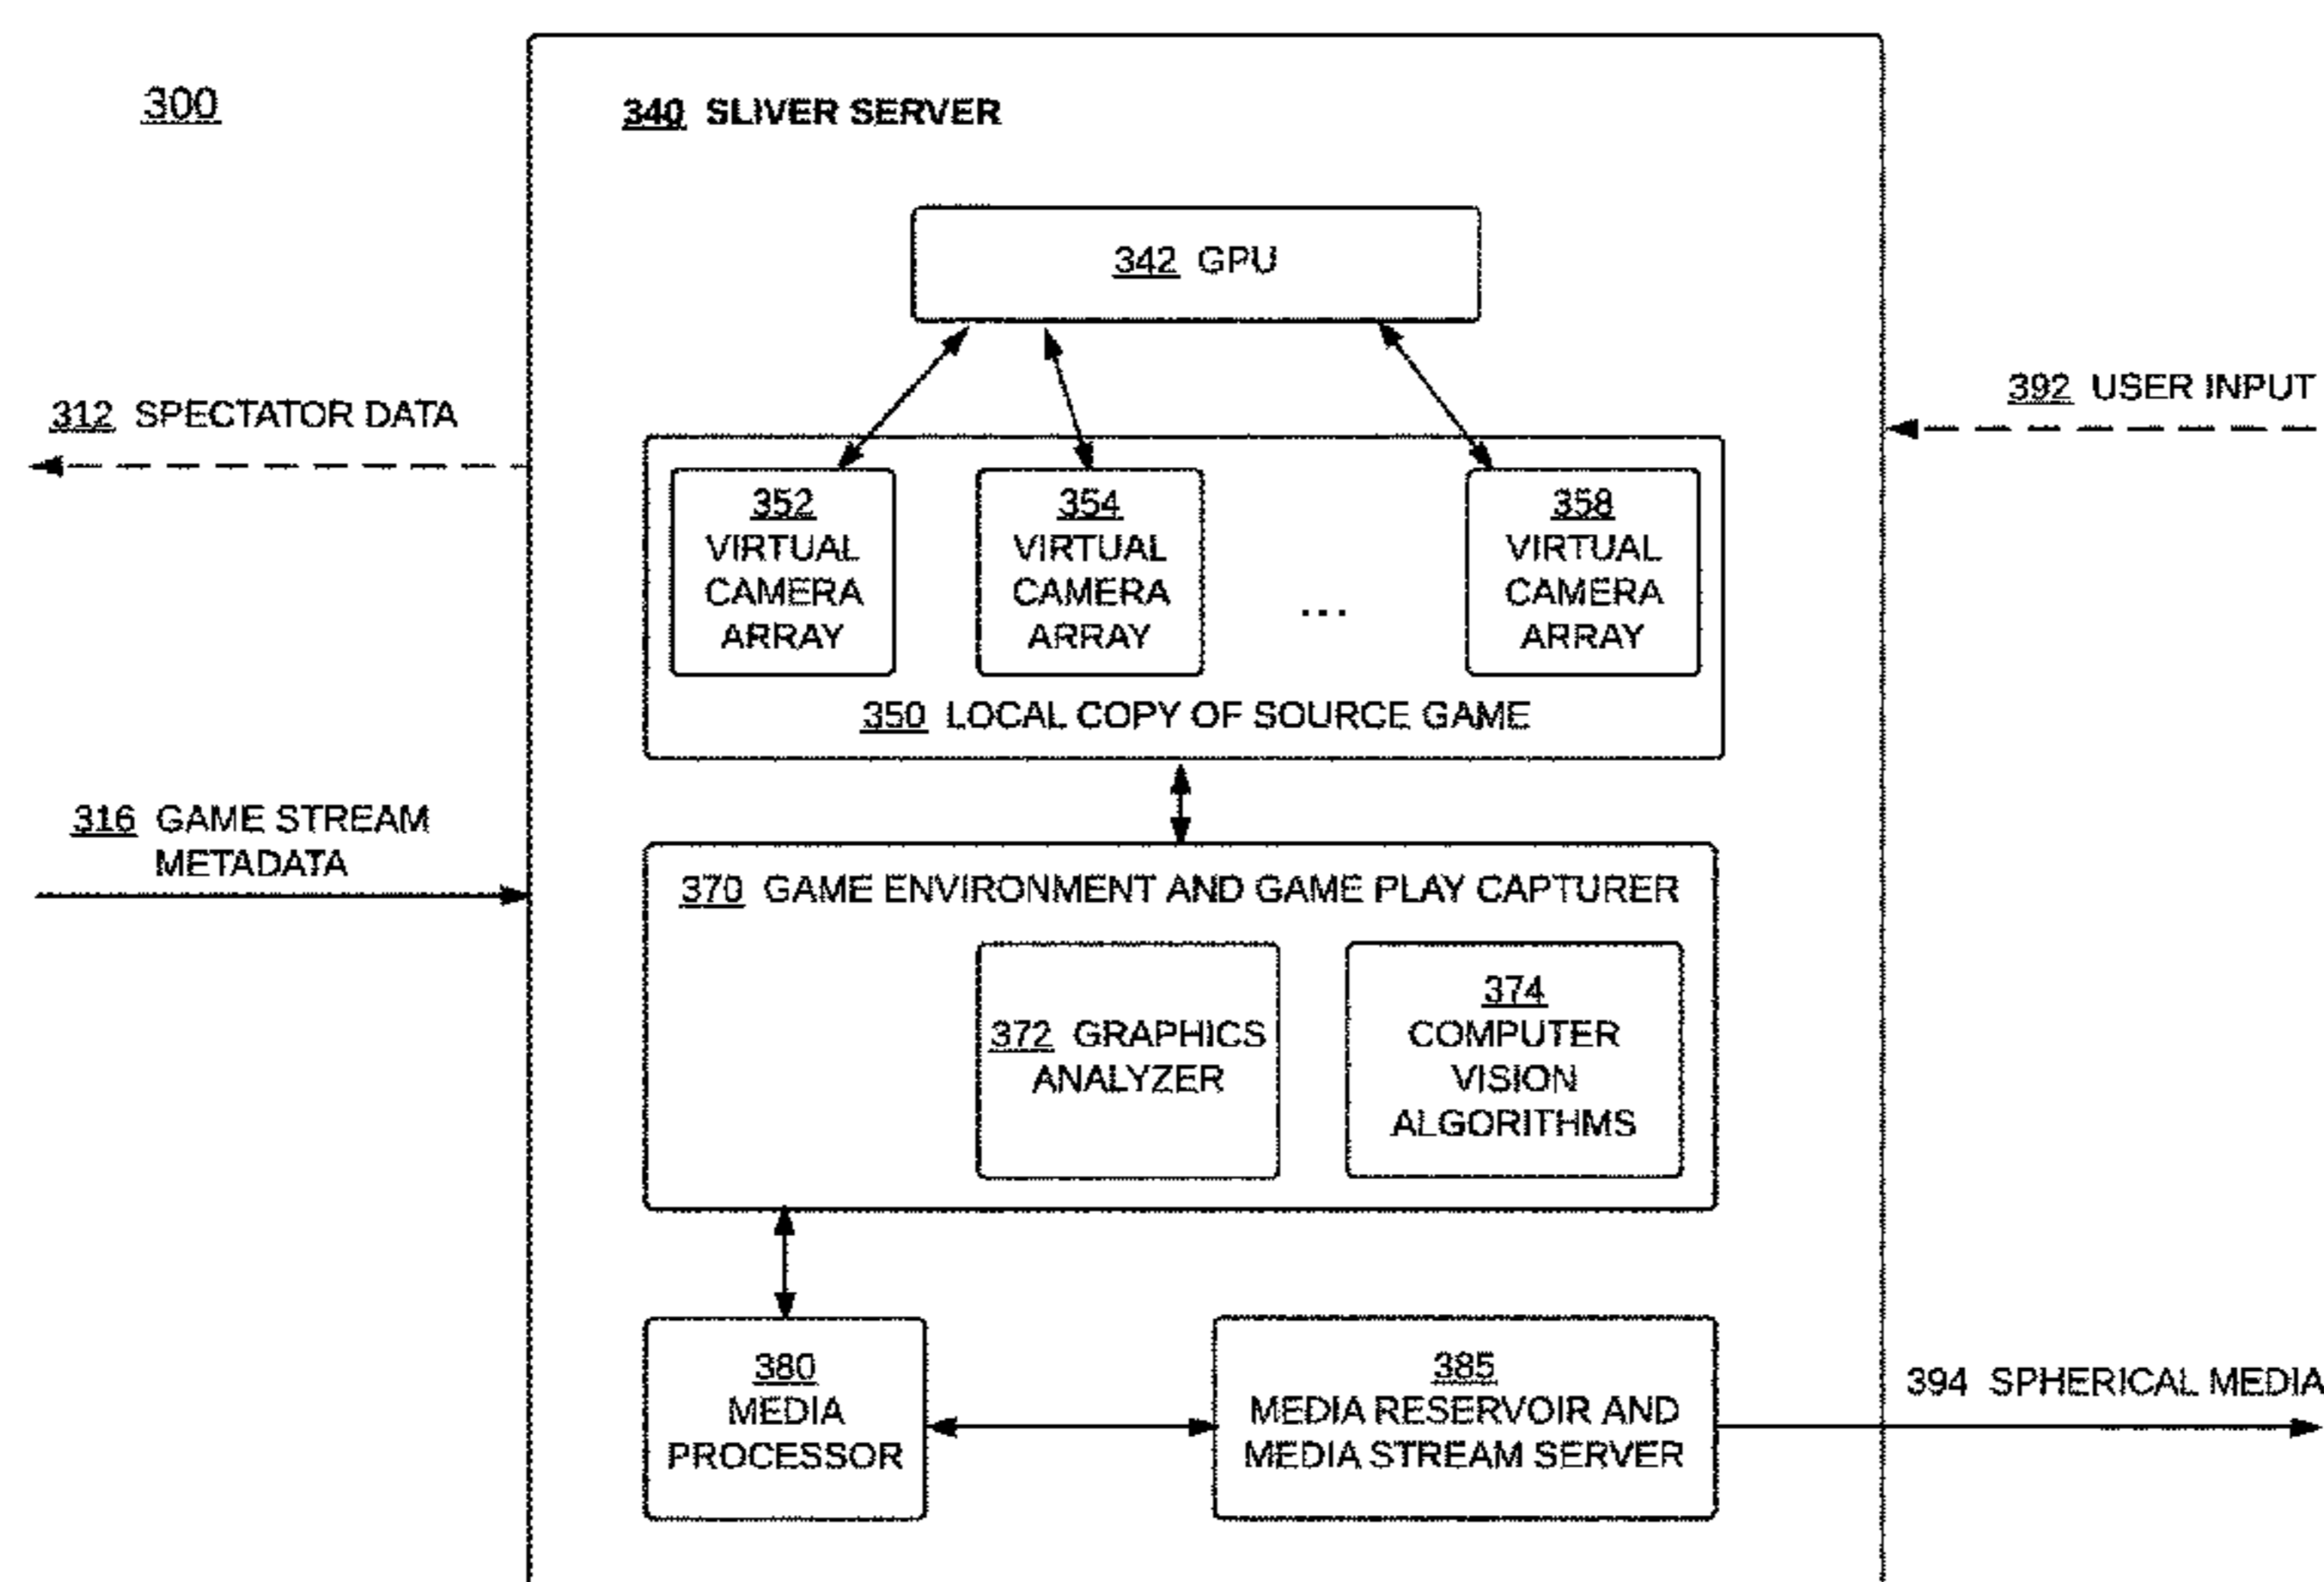 300
340 SLIVER SERVER
342 GPU
312 SPECTATOR DATA
392 USER INPUT
352
VIRTUAL
CAMERA
ARRAY
354
VIRTUAL
CAMERA
ARRAY
...
358
VIRTUAL
CAMERA
ARRAY
350 LOCAL COPY OF SOURCE GAME
316 GAME STREAM
METADATA
370 GAME ENVIRONMENT AND GAME PLAY CAPTURER
372 GRAPHICS
ANALYZER
374
COMPUTER
VISION
ALGORITHMS
380
MEDIA
PROCESSOR
385
MEDIA RESERVOIR AND
MEDIA STREAM SERVER
394 SPHERICAL MEDIA